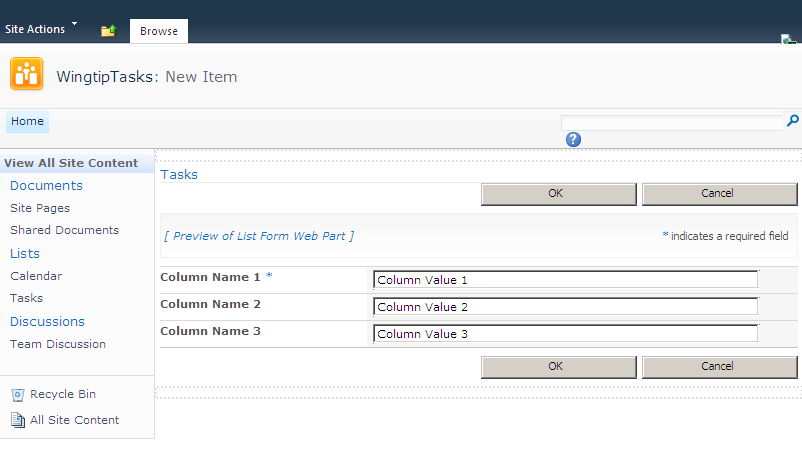 Site Actions
Browse
WingtipTasks: New Item
Home
?
View All Site Content
Documents
Site Pages
Shared Documents
Lists
Calendar
Tasks
Discussions
Team Discussion
Recycle Bin
All Site Content
Tasks
OK Cancel
[ Preview of List Form Web Part ] * indicates a required field
Column Name 1 * Column Value 1
Column Name 2 Column Value 2
Column Name 3 Column Value 3
OK Cancel